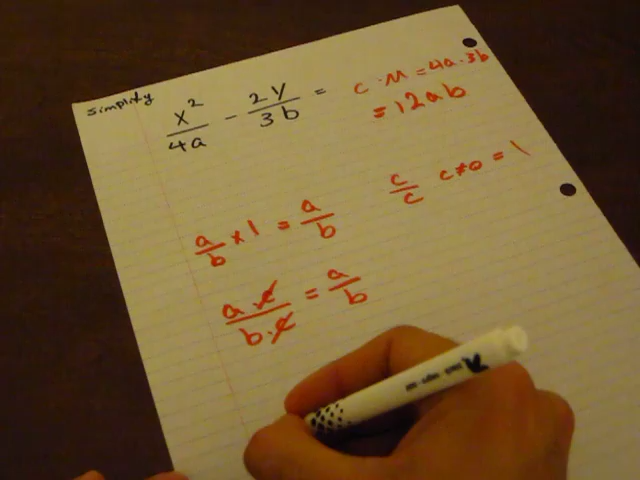 simplify x²/4a - 2y/3b = C.M = 4a·3b
= 12ab
a/b x 1 = a/b c/c c≠0 = 1
a·c/b·c = a/b